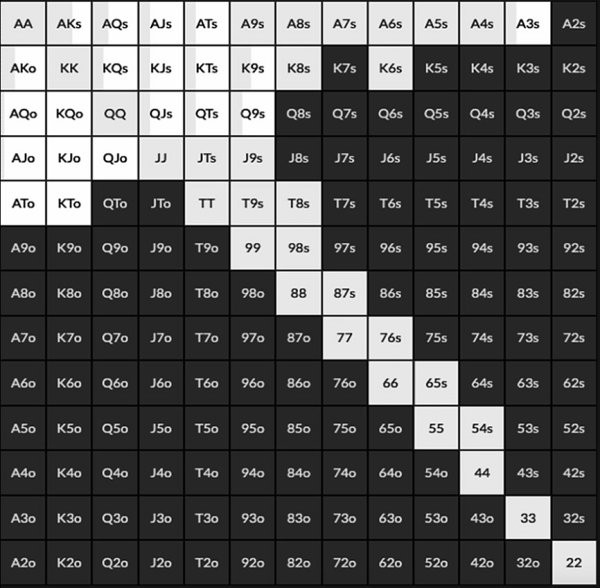 AA AKs AQs AJs ATs A9s A8s A7s A6s A5s A4s A3s A2s
AKo KK KQs KJs KTs K9s K8s K7s K6s K5s K4s K3s K2s
AQo KQo QQ QJs QTs Q9s Q8s Q7s Q6s Q5s Q4s Q3s Q2s
AJo KJo QJo JJ JTs J9s J8s J7s J6s J5s J4s J3s J2s
ATo KTo QTo JTo TT T9s T8s T7s T6s T5s T4s T3s T2s
A9o K9o Q9o J9o T9o 99 98s 97s 96s 95s 94s 93s 92s
A8o K8o Q8o J8o T8o 98o 88 87s 86s 85s 84s 83s 82s
A7o K7o Q7o J7o T7o 97o 87o 77 76s 75s 74s 73s 72s
A6o K6o Q6o J6o T6o 96o 86o 76o 66 65s 64s 63s 62s
A5o K5o Q5o J5o T5o 95o 85o 75o 65o 55 54s 53s 52s
A4o K4o Q4o J4o T4o 94o 84o 74o 64o 54o 44 43s 42s
A3o K3o Q3o J3o T3o 93o 83o 73o 63o 53o 43o 33 32s
A2o K2o Q2o J2o T2o 92o 82o 72o 62o 52o 42o 32o 22